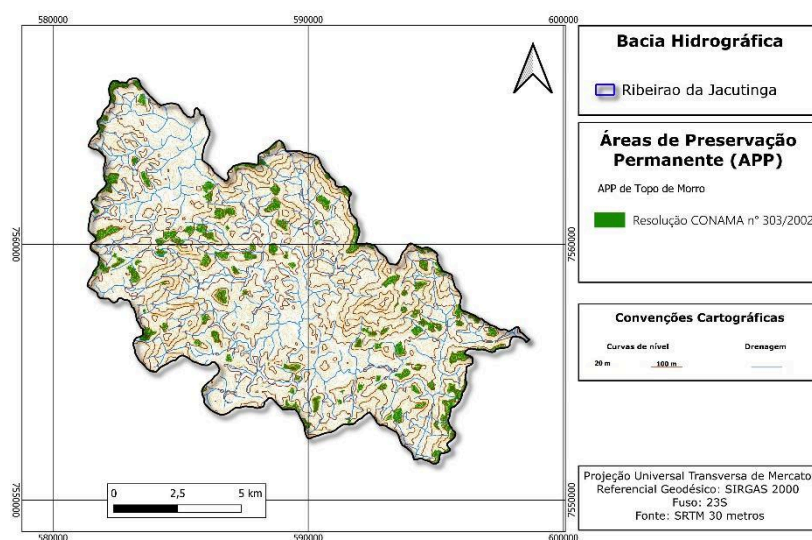 580000
590000
600000
7560000
7560000
7550000
7550000
0
2,5
5 km
580000
590000
600000
Bacia Hidrográfica
Ribeirao da Jacutinga
Áreas de Preservação
Permanente (APP)
APP de Topo de Morro
Resolução CONAMA n° 303/2002
Convenções Cartográficas
Curvas de nível
Drenagem
20 m
100 m
Projeção Universal Transversa de Mercato
Referencial Geodésico: SIRGAS 2000
Fuso: 23S
Fonte: SRTM 30 metros